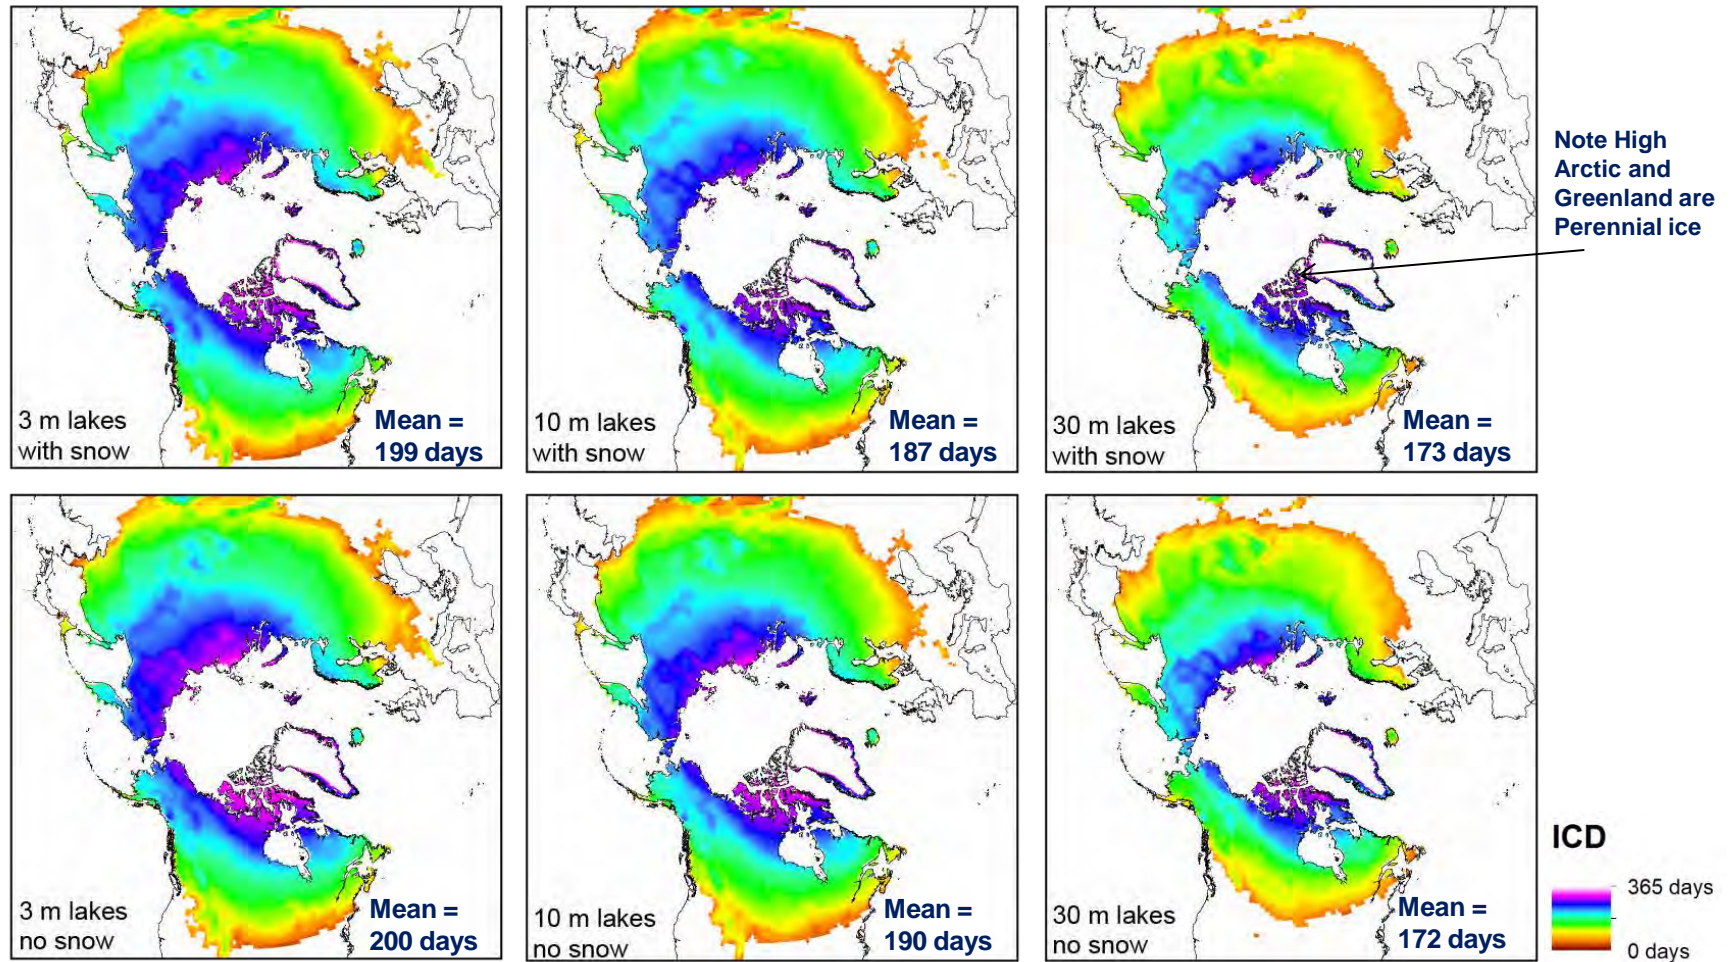 3 m lakes
with snow
Mean =
199 days
10 m lakes
with snow
Mean =
187 days
30 m lakes
with snow
Mean =
173 days
Note High
Arctic and
Greenland are
Perennial ice
3 m lakes
no snow
Mean =
200 days
10 m lakes
no snow
Mean =
190 days
30 m lakes
no snow
Mean =
172 days
ICD
365 days
0 days